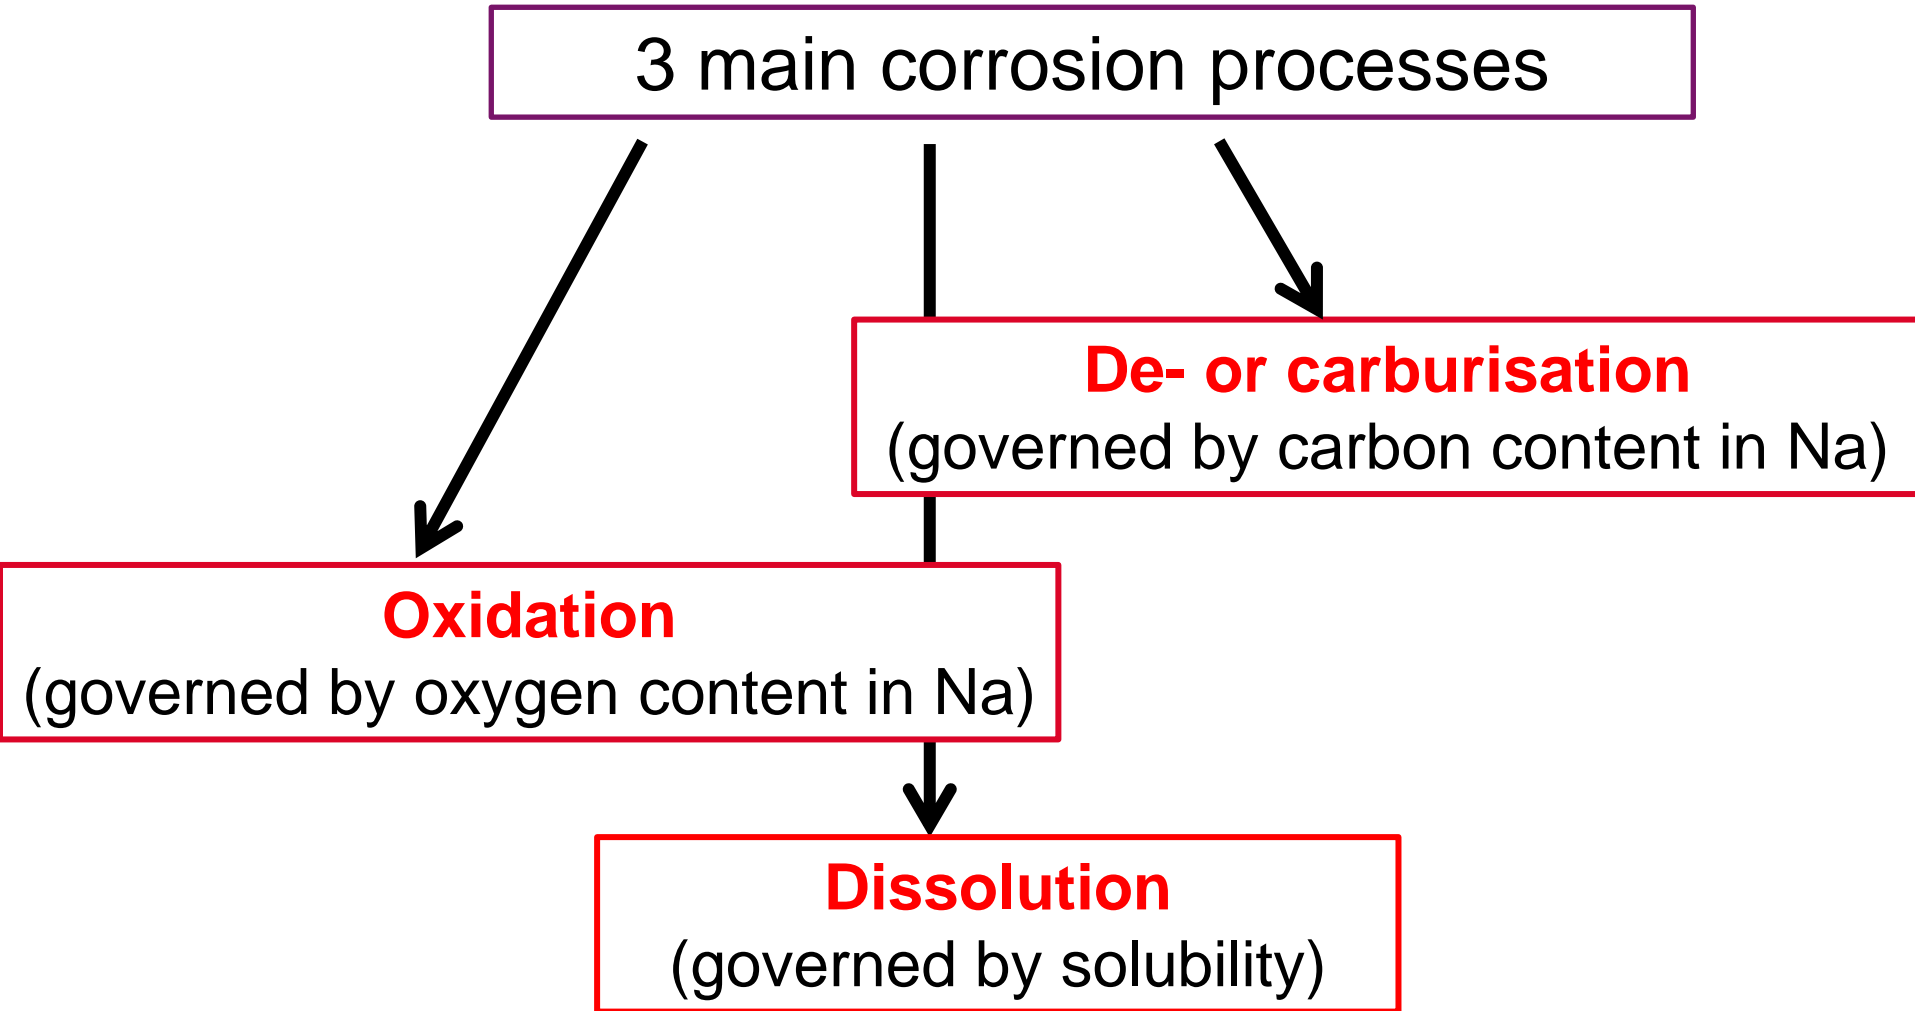 3 main corrosion processes
De- or carburisation
(governed by carbon content in Na)
Oxidation
(governed by oxygen content in Na)
Dissolution
(governed by solubility)